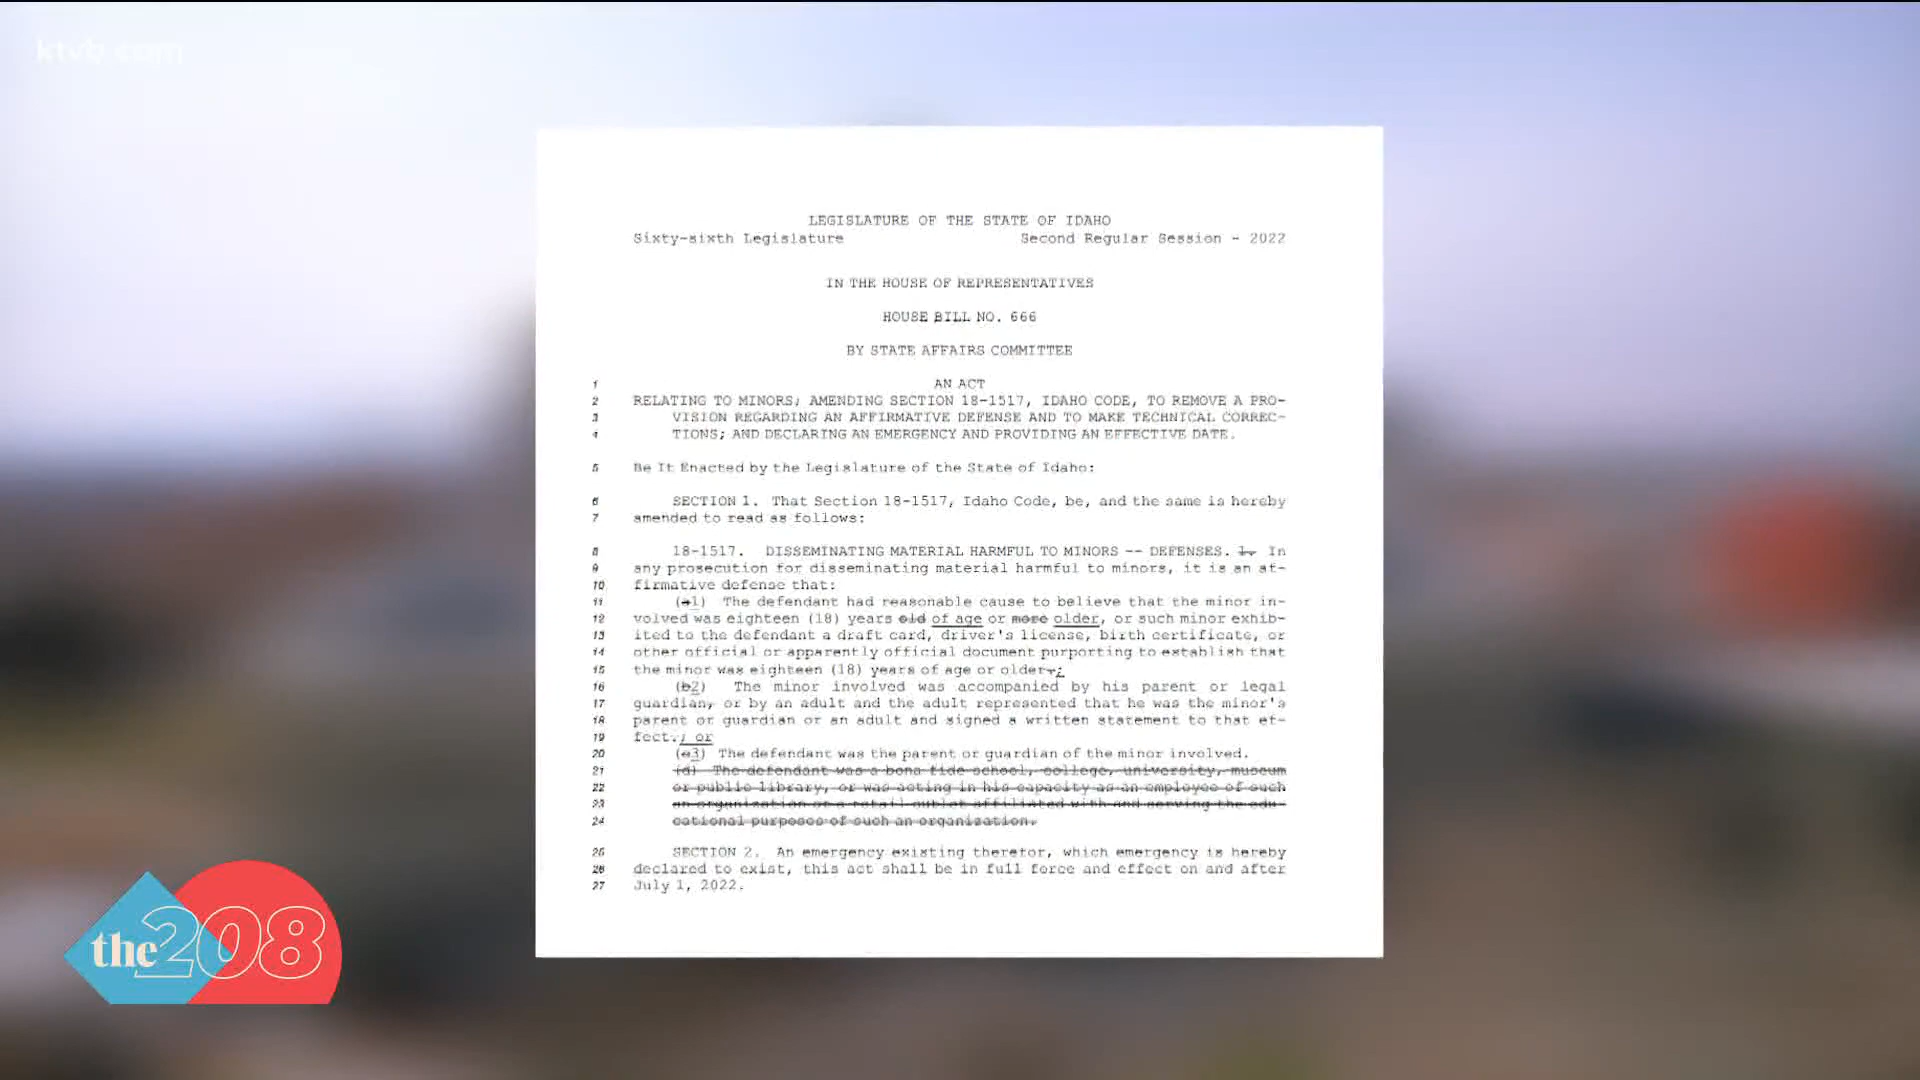 ktvb.com
LEGISLATURE OF THE STATE OF IDAHO
Sixty-sixth Legislature Second Regular Session - 2022
IN THE HOUSE OF REPRESENTATIVES
HOUSE BILL NO. 666
BY STATE AFFAIRS COMMITTEE
1 AN ACT
2 RELATING TO MINORS; AMENDING SECTION 18-1517, IDAHO CODE, TO REMOVE A PRO-
3 VISION REGARDING AN AFFIRMATIVE DEFENSE AND TO MAKE TECHNICAL CORREC-
4 TIONS; AND DECLARING AN EMERGENCY AND PROVIDING AN EFFECTIVE DATE.
5 Be It Enacted by the Legislature of the State of Idaho:
6 SECTION 1. That Section 18-1517, Idaho Code, be, and the same is hereby
7 amended to read as follows:
8 18-1517. DISSEMINATING MATERIAL HARMFUL TO MINORS -- DEFENSES. 1. In
9 any prosecution for disseminating material harmful to minors, it is an af-
10 firmative defense that:
11 (a1) The defendant had reasonable cause to believe that the minor in-
12 volved was eighteen (18) years old of age or more older, or such minor exhib-
13 ited to the defendant a draft card, driver's license, birth certificate, or
14 other official or apparently official document purporting to establish that
15 the minor was eighteen (18) years of age or older.;
16 (b2) The minor involved was accompanied by his parent or legal
17 guardian, or by an adult and the adult represented that he was the minor's
18 parent or guardian or an adult and signed a written statement to that ef-
19 fect.; or
20 (c3) The defendant was the parent or guardian of the minor involved.
21 (d) The defendant was a bona fide school, college, university, museum
22 or public library, or was acting in his capacity as an employee of such
23 an organization or a retail outlet affiliated with and serving the edu-
24 cational purposes of such an organization.
25 SECTION 2. An emergency existing therefor, which emergency is hereby
26 declared to exist, this act shall be in full force and effect on and after
27 July 1, 2022.
the 208